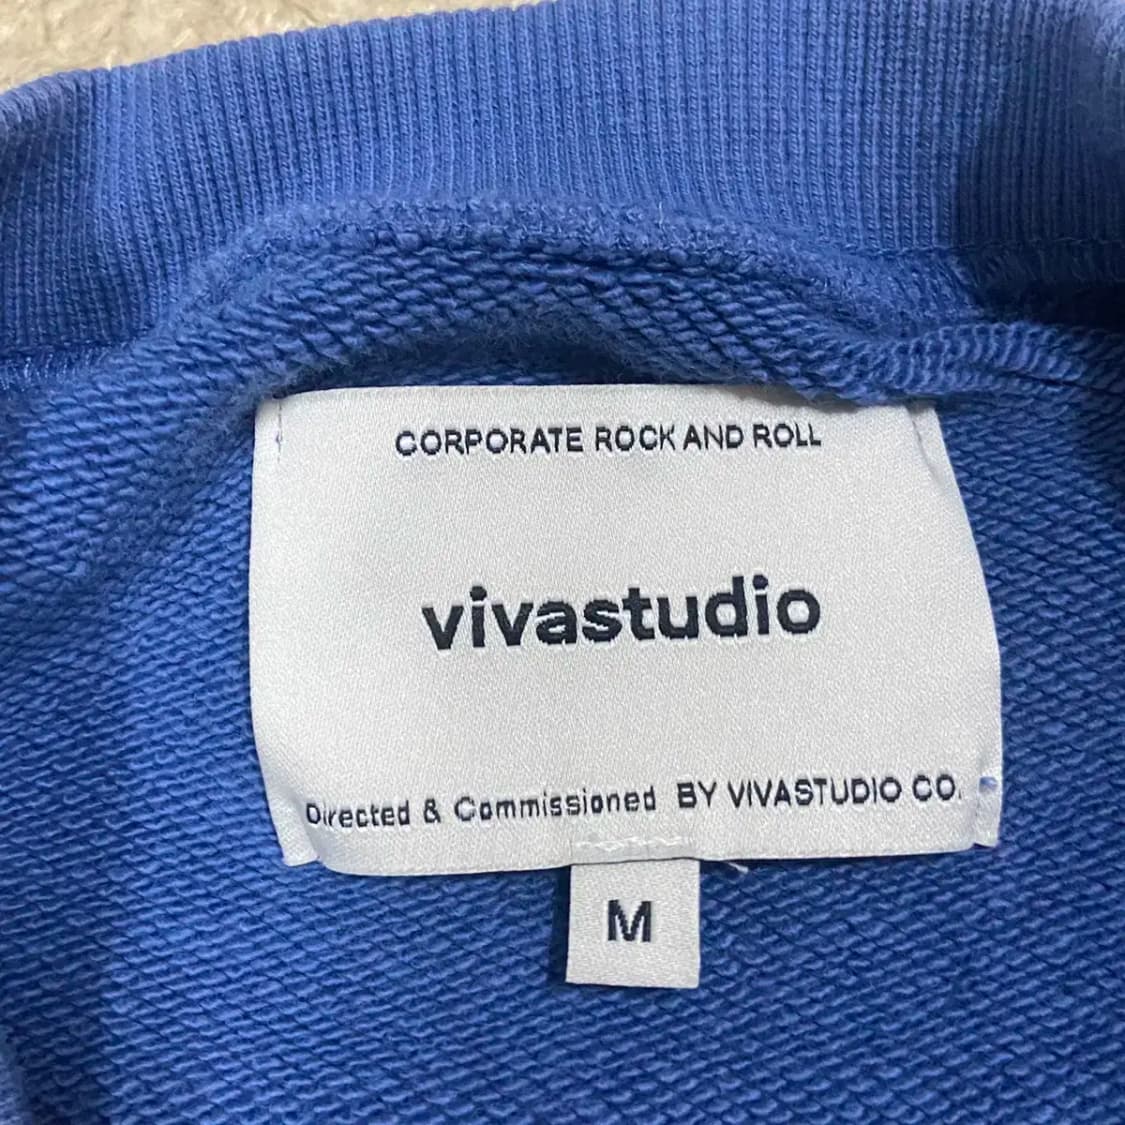 CORPORATE ROCK AND ROLL
vivastudio
Directed & Commissioned BY VIVASTUDIO CO.
M